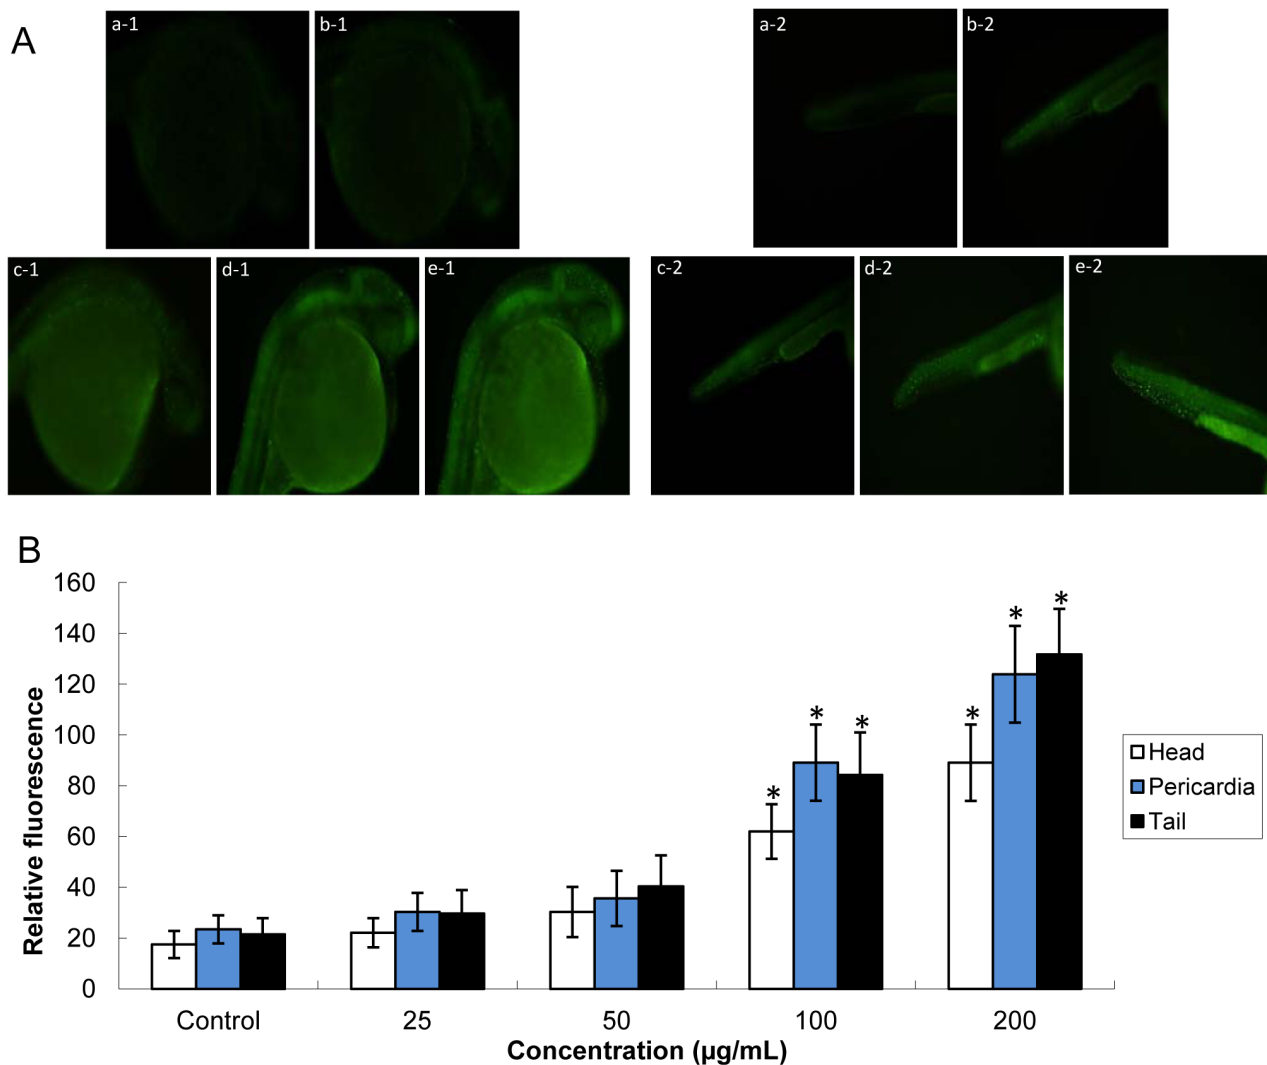 A
a-1
b-1
a-2
b-2
c-1
d-1
e-1
c-2
d-2
e-2
B
160
140
120
100
80
60
40
20
0
Relative fluorescence
*
*
*
*
*
*
Head
Pericardia
Tail
Control 25 50 100 200
Concentration (µg/mL)